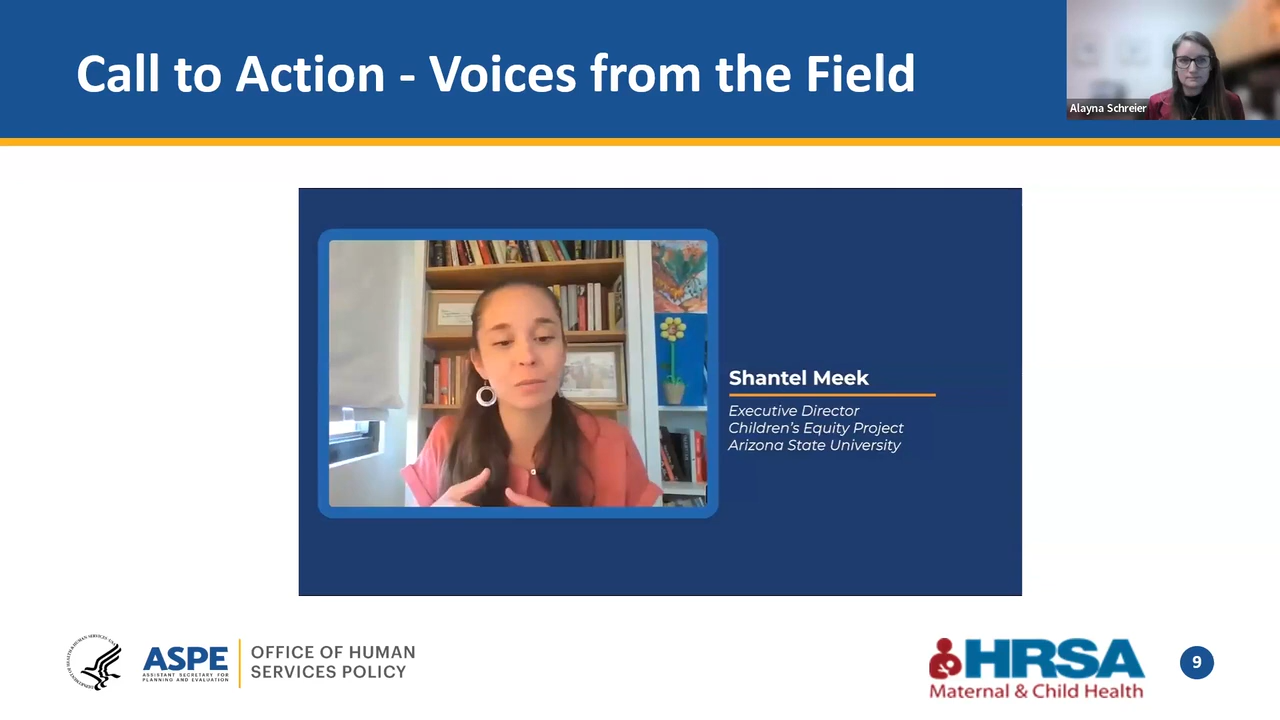 Call to Action - Voices from the Field
Alayna Schreier
Shantel Meek
Executive Director
Children's Equity Project
Arizona State University
ASPE
ASSISTANT SECRETARY FOR
PLANNING AND EVALUATION
OFFICE OF HUMAN
SERVICES POLICY
HRSA
Maternal & Child Health
9